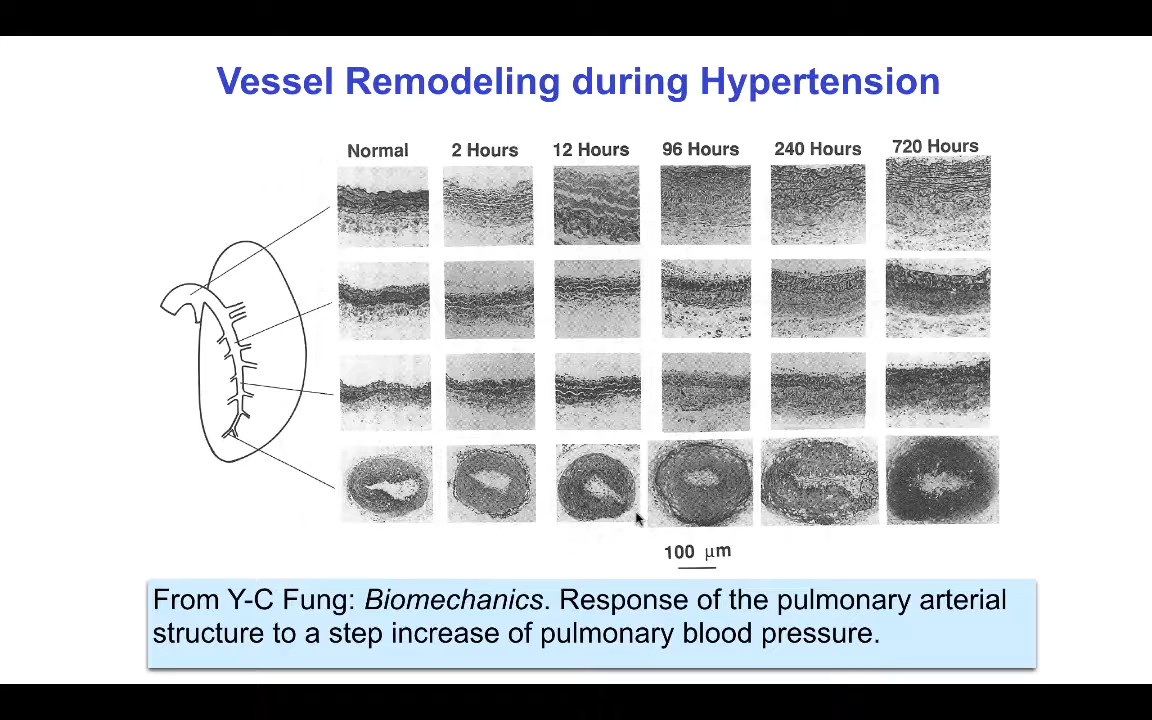 Vessel Remodeling during Hypertension
Normal 2 Hours 12 Hours 96 Hours 240 Hours 720 Hours
100 μm
From Y-C Fung: Biomechanics. Response of the pulmonary arterial
structure to a step increase of pulmonary blood pressure.